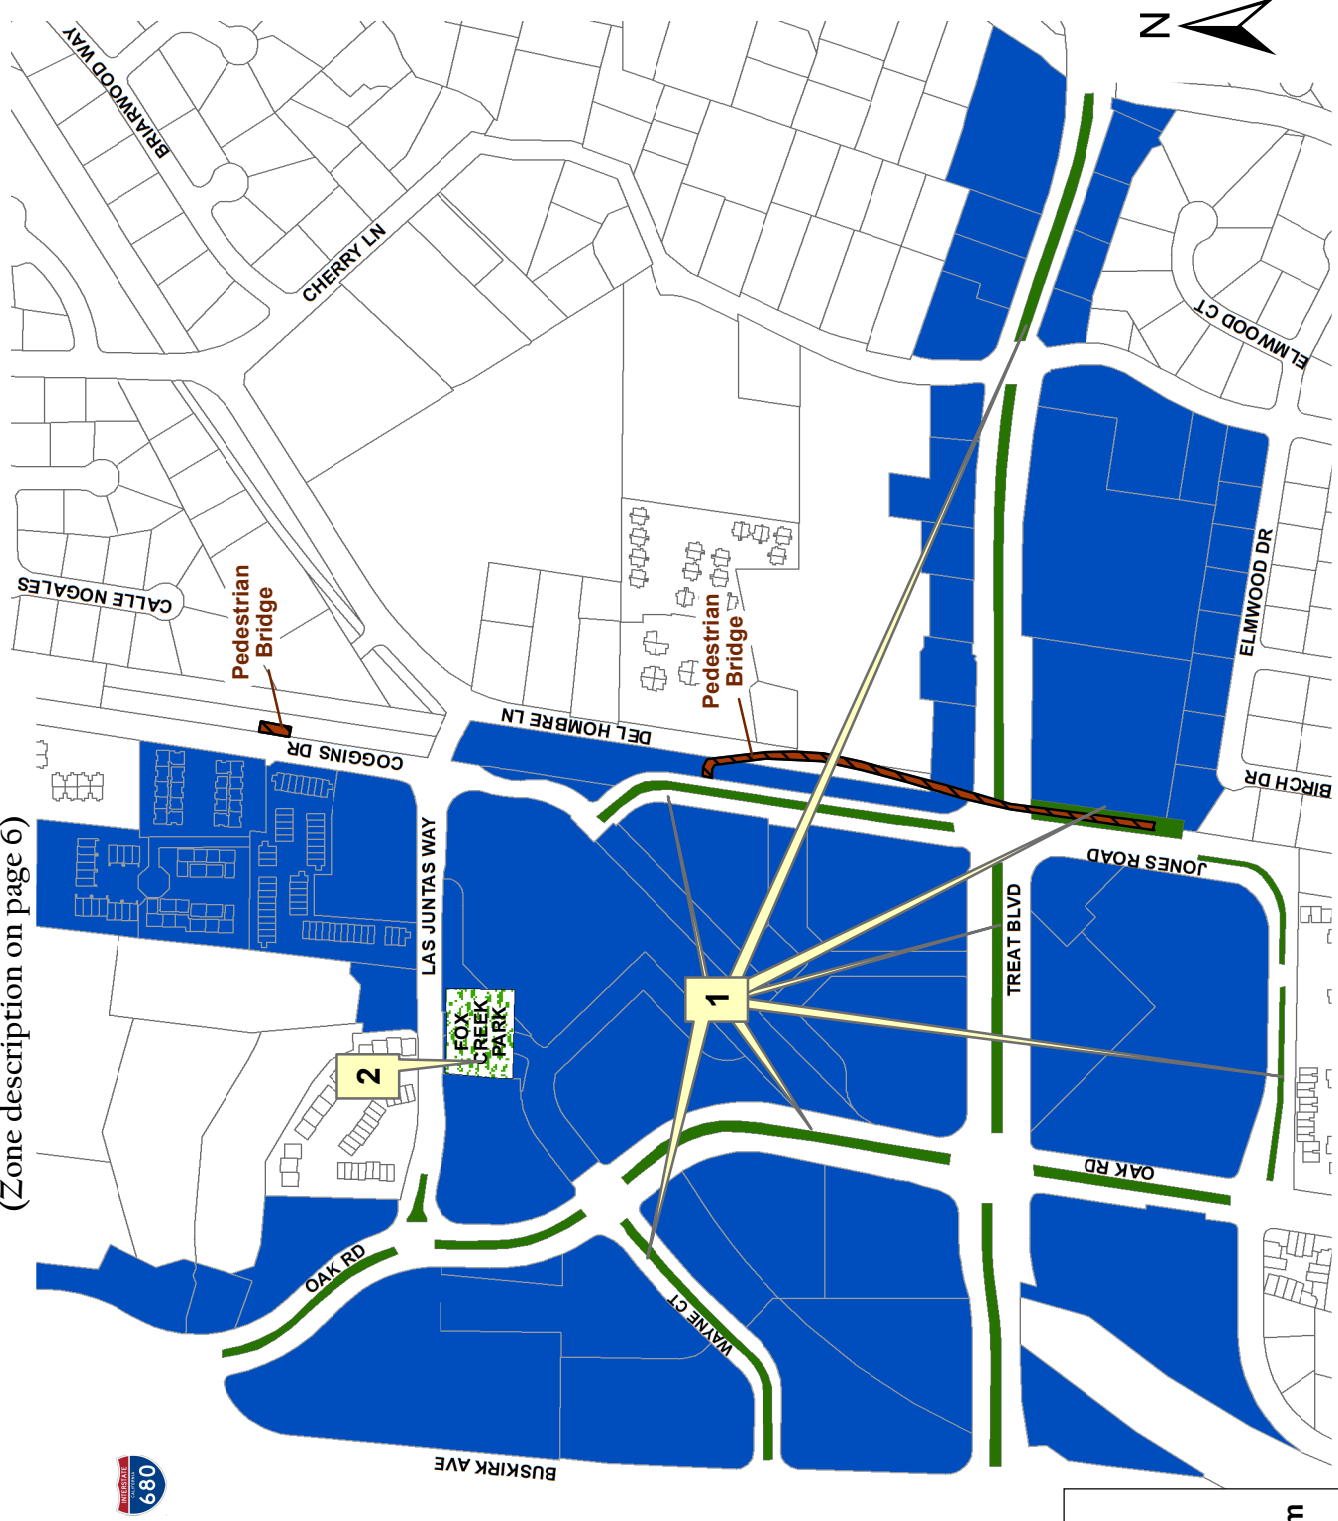 (Zone description on page 6)
BRIARWOOD WAY
N
CHERRY LN
ELMWOOD CT
CALLE NOGALES
Pedestrian
Bridge
ELMWOOD DR
Pedestrian
Bridge
DEL HOMBRE LN
COGGINS DR
BIRCH DR
LAS JUNTAS WAY
JONES ROAD
TREAT BLVD
1
FOX
CREEK
PARK
2
OAK RD
OAK RD
WAYNE CT
BUSKIRK AVE
INTERSTATE
CALIFORNIA
680
m